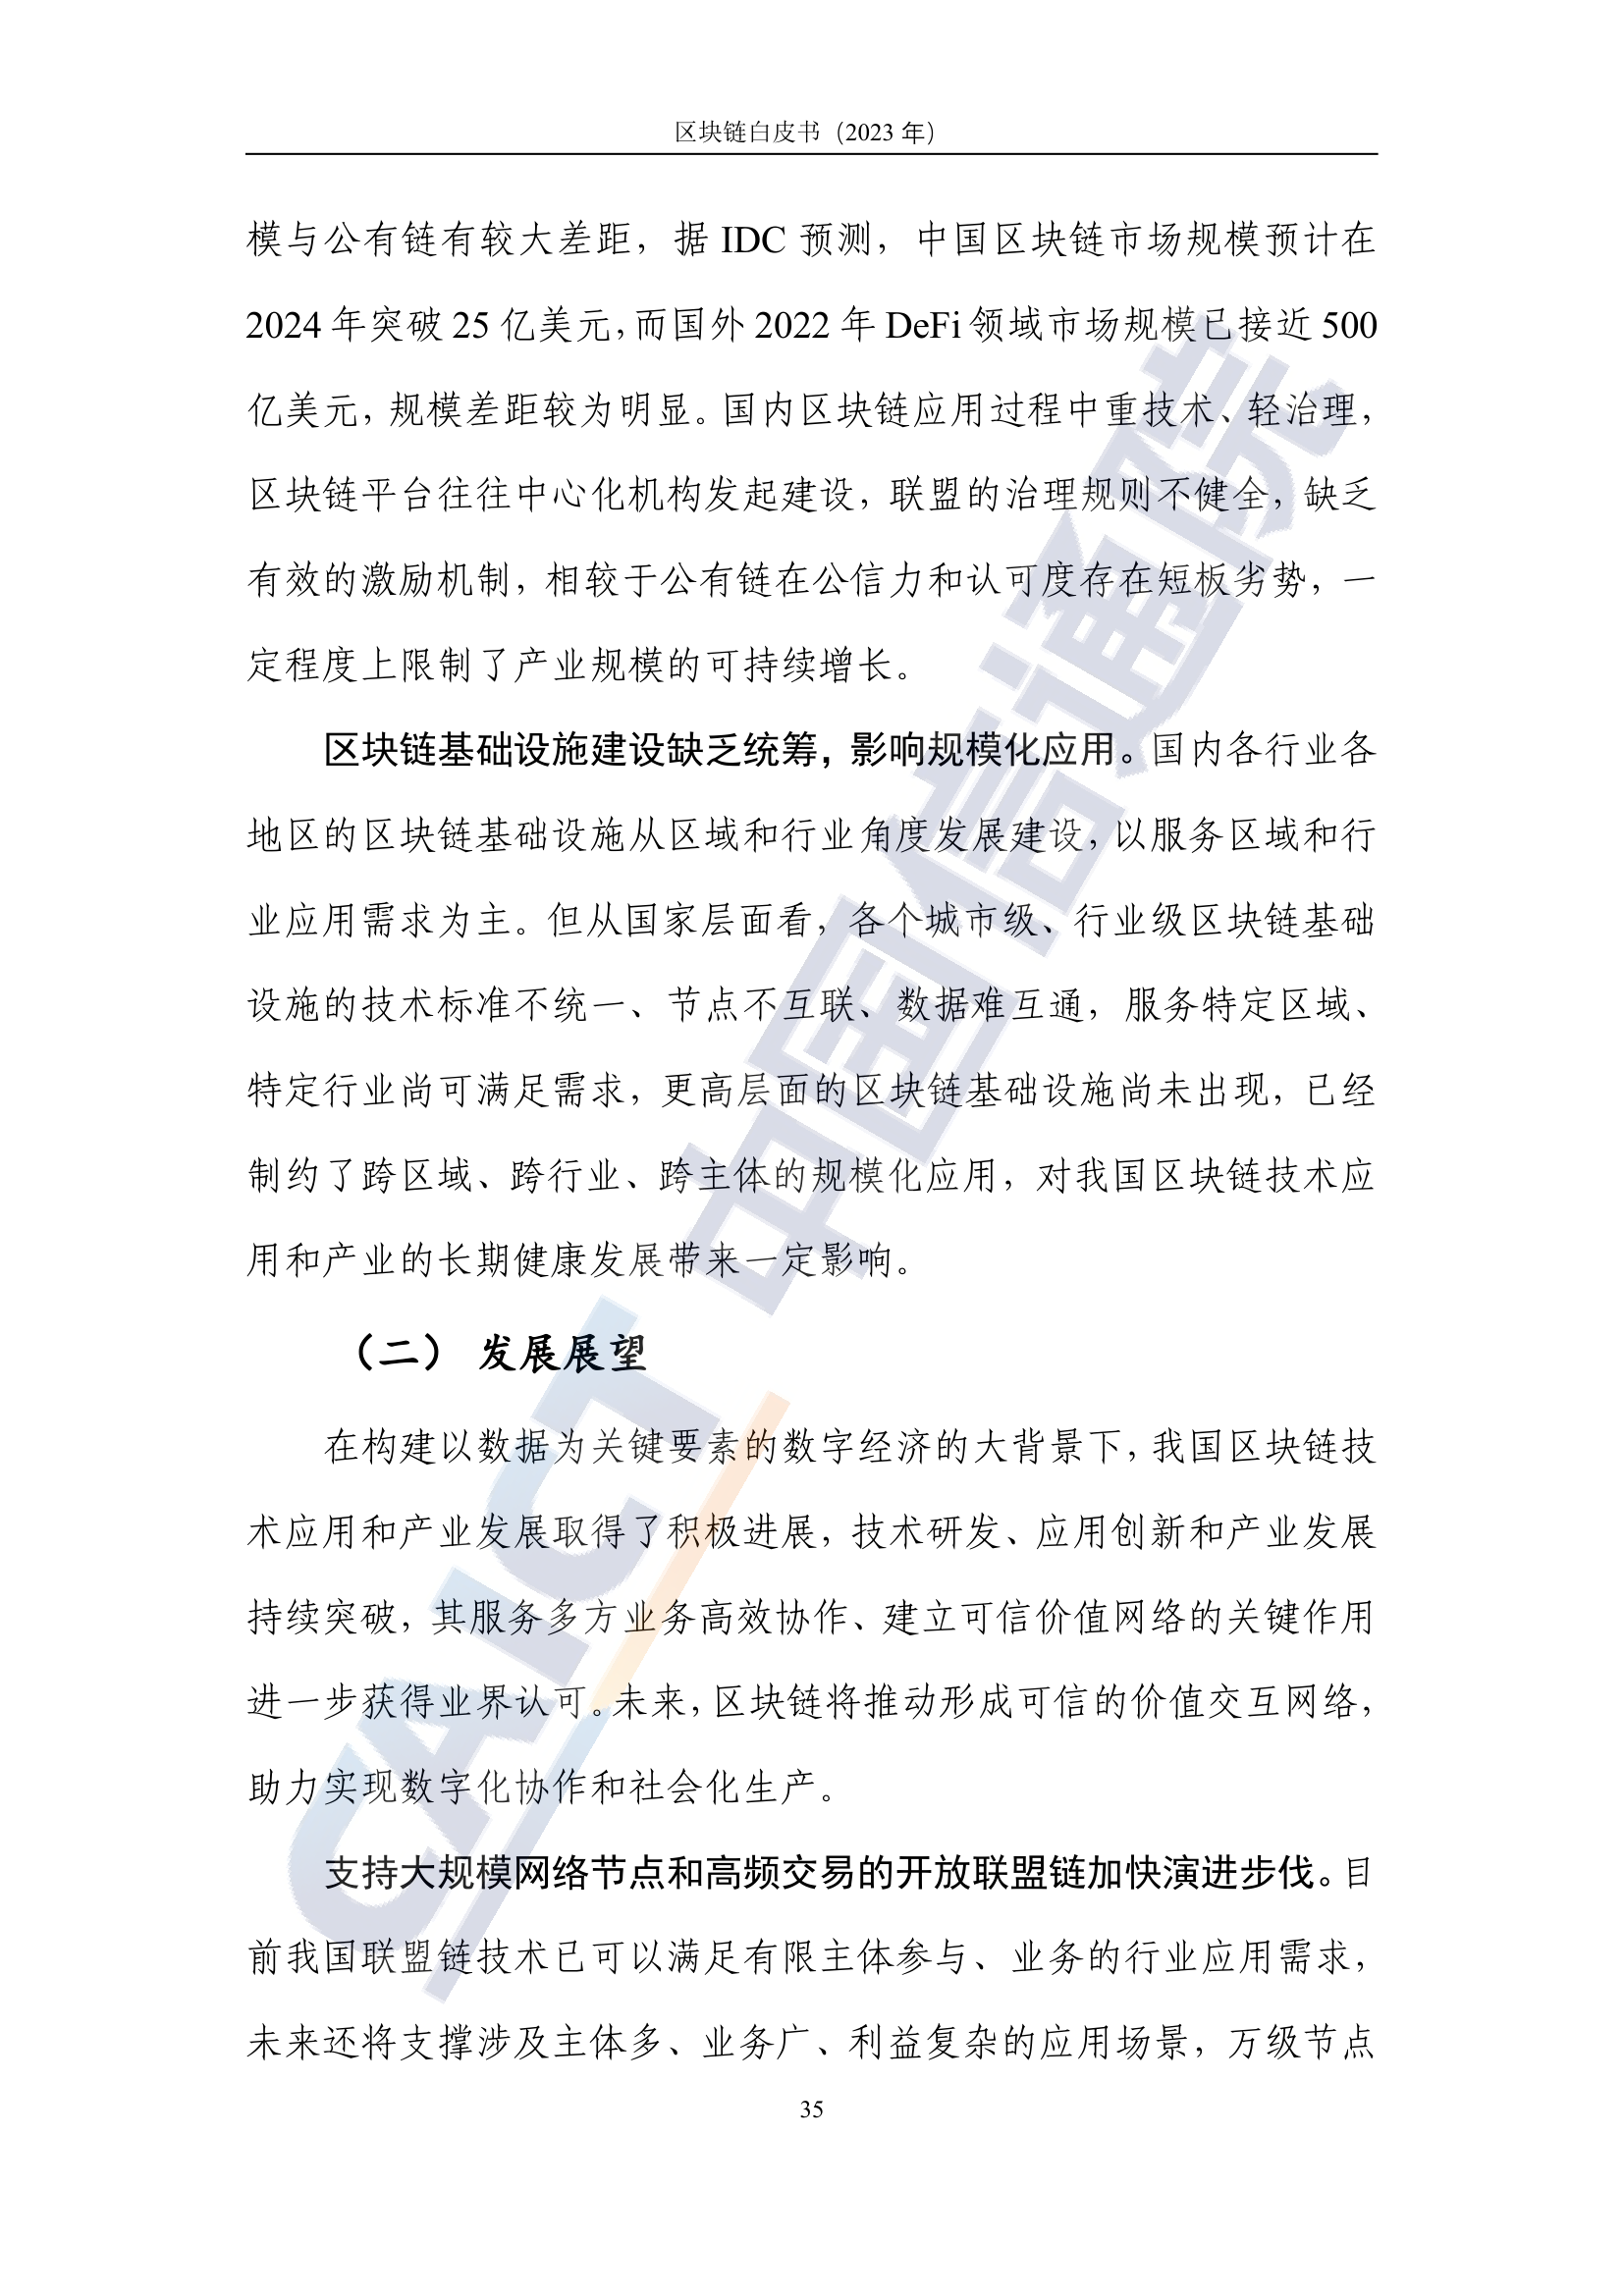 区块链白皮书（2023 年）
模与公有链有较大差距，据 IDC 预测，中国区块链市场规模预计在
2024 年突破 25 亿美元，而国外 2022 年 DeFi 领域市场规模已接近 500
亿美元，规模差距较为明显。国内区块链应用过程中重技术、轻治理，
区块链平台往往中心化机构发起建设，联盟的治理规则不健全，缺乏
有效的激励机制，相较于公有链在公信力和认可度存在短板劣势，一
定程度上限制了产业规模的可持续增长。
区块链基础设施建设缺乏统筹，影响规模化应用。国内各行业各
地区的区块链基础设施从区域和行业角度发展建设，以服务区域和行
业应用需求为主。但从国家层面看，各个城市级、行业级区块链基础
设施的技术标准不统一、节点不互联、数据难互通，服务特定区域、
特定行业尚可满足需求，更高层面的区块链基础设施尚未出现，已经
制约了跨区域、跨行业、跨主体的规模化应用，对我国区块链技术应
用和产业的长期健康发展带来一定影响。
（二） 发展展望
在构建以数据为关键要素的数字经济的大背景下，我国区块链技
术应用和产业发展取得了积极进展，技术研发、应用创新和产业发展
持续突破，其服务多方业务高效协作、建立可信价值网络的关键作用
进一步获得业界认可。未来，区块链将推动形成可信的价值交互网络，
助力实现数字化协作和社会化生产。
支持大规模网络节点和高频交易的开放联盟链加快演进步伐。目
前我国联盟链技术已可以满足有限主体参与、业务的行业应用需求，
未来还将支撑涉及主体多、业务广、利益复杂的应用场景，万级节点
35
CAICT 中国信通院